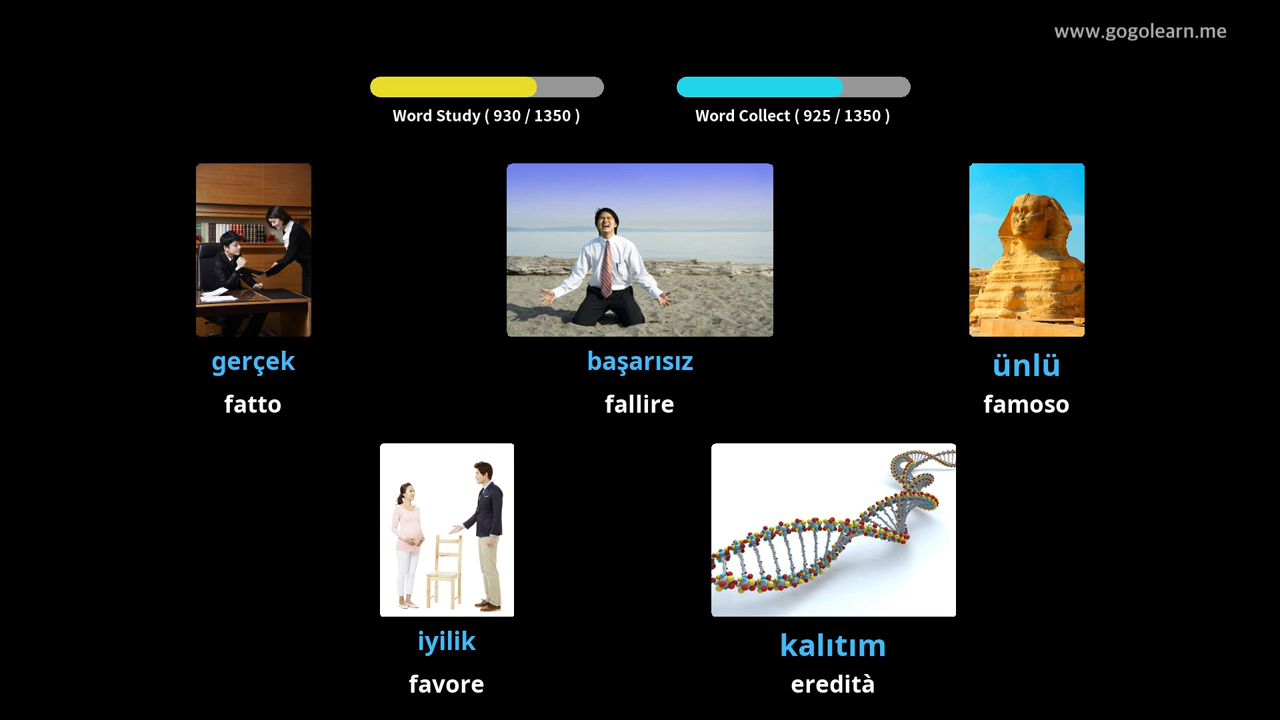 www.gogolearn.me
Word Study ( 930 / 1350 )
Word Collect ( 925 / 1350 )
gerçek
fatto
başarısız
fallire
ünlü
famoso
iyilik
favore
kalıtım
eredità